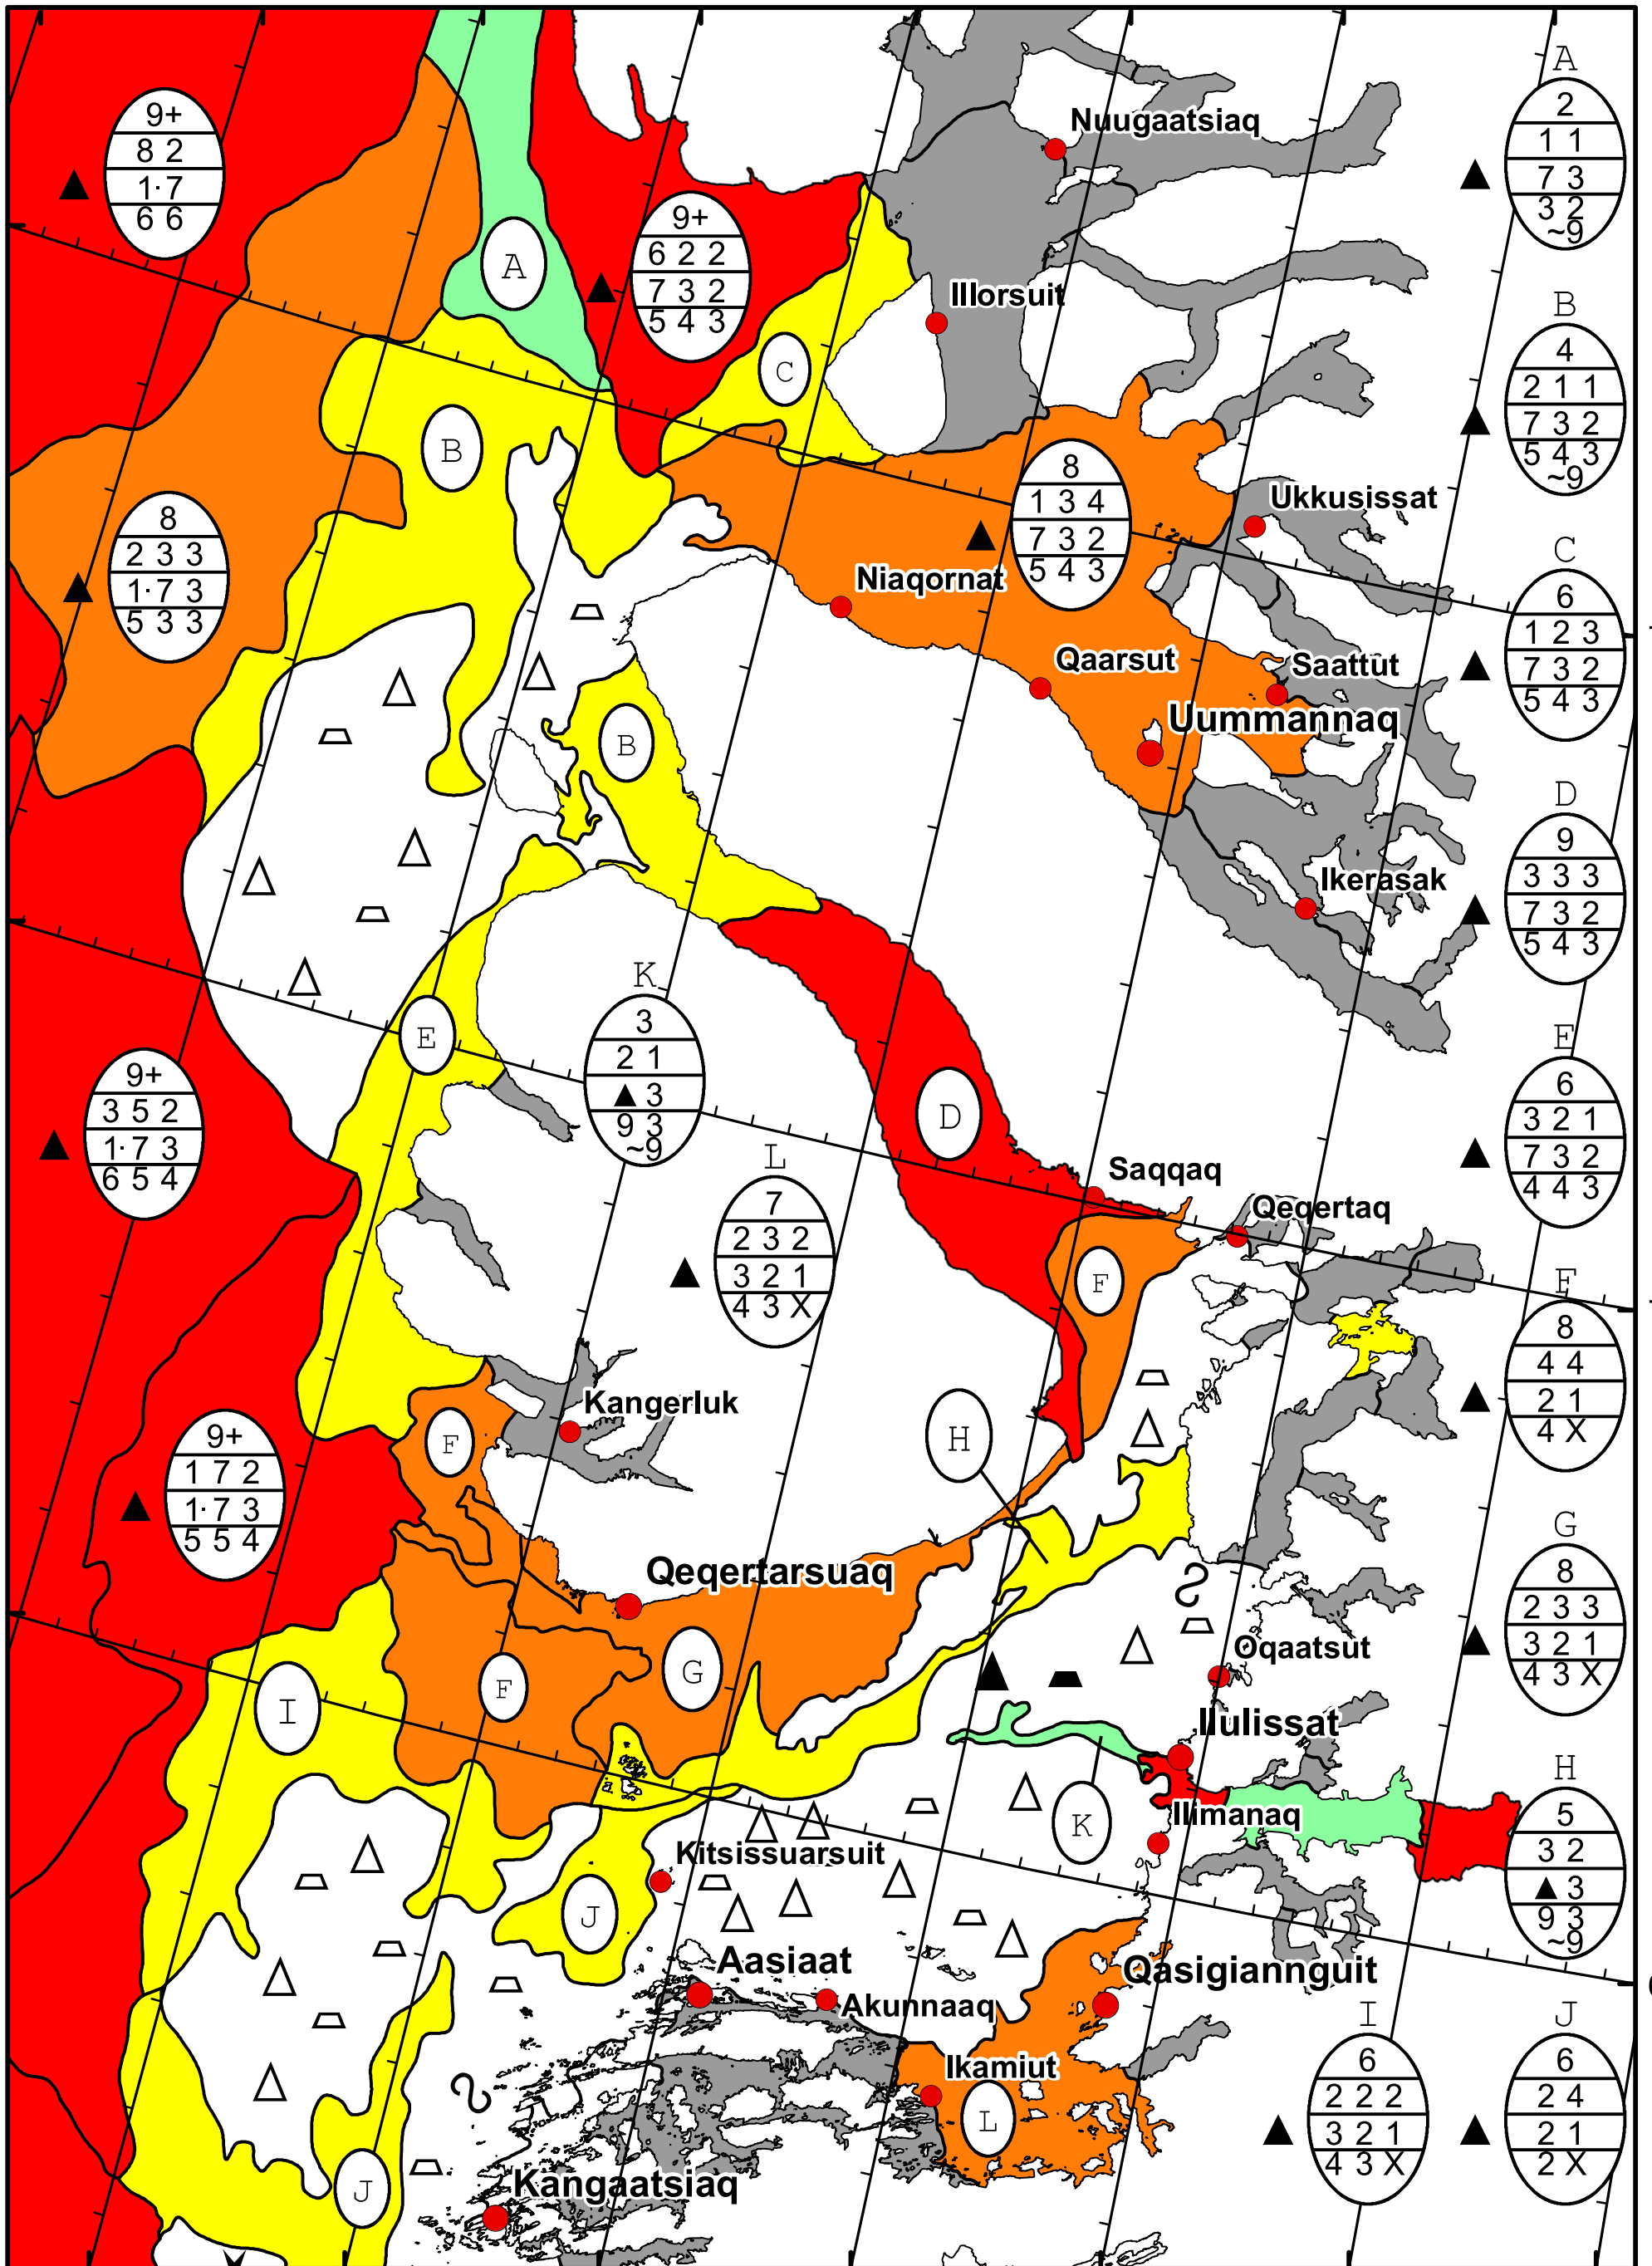 A
2
1 1
7 3
3 2
~9
9+
8 2
1· 7
6 6
Nuugaatsiaq
9+
6 2 2
7 3 2
5 4 3
A
Illorsuit
B
4
2 1 1
7 3 2
5 4 3
~9
C
B
8
1 3 4
7 3 2
5 4 3
Ukkusissat
8
2 3 3
1· 7 3
5 3 3
Niaqornat
C
6
1 2 3
7 3 2
5 4 3
Qaarsut
Saattut
Uummannaq
B
D
9
3 3 3
7 3 2
5 4 3
Ikerasak
K
3
2 1
▲ 3
9 3
~9
E
9+
3 5 2
1· 7 3
6 5 4
D
E
6
3 2 1
7 3 2
4 4 3
L
7
2 3 2
3 2 1
4 3 X
Saqqaq
Qeqertaq
F
F
8
4 4
2 1
4 X
Kangerluk
F
H
9+
1 7 2
1· 7 3
5 5 4
G
8
2 3 3
3 2 1
4 3 X
Qeqertarsuaq
Oqaatsut
I
F
G
Ilulissat
a
K
Ilimanaq
H
5
3 2
▲ 3
9 3
~9
Kitsissuarsuit
J
Aasiaat
Qasigiannguit
Akunnaaq
Ikamiut
L
I
6
2 2 2
3 2 1
4 3 X
J
6
2 4
2 1
2 X
J
Kangaatsiaq